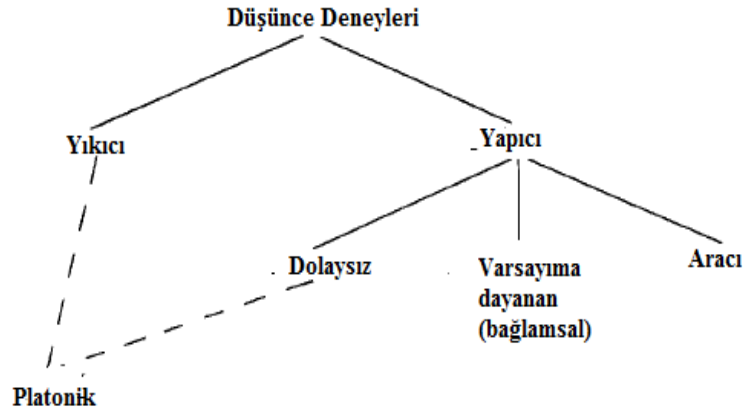 Düşünce Deneyleri
Yıkıcı
Yapıcı
Dolaysız
Varsayıma
dayanan
(bağlamsal)
Aracı
Platonik